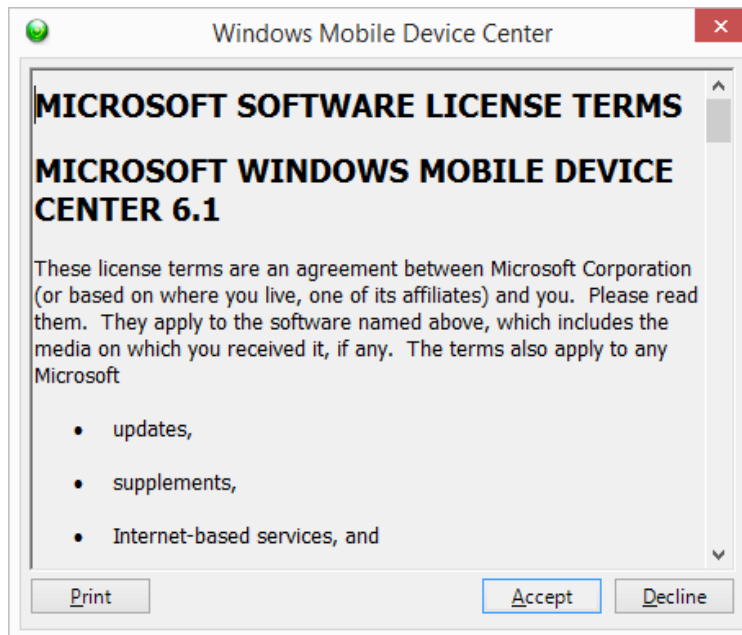 Windows Mobile Device Center
MICROSOFT SOFTWARE LICENSE TERMS
MICROSOFT WINDOWS MOBILE DEVICE
CENTER 6.1
These license terms are an agreement between Microsoft Corporation
(or based on where you live, one of its affiliates) and you.  Please read
them.  They apply to the software named above, which includes the
media on which you received it, if any.  The terms also apply to any
Microsoft
• updates,
• supplements,
• Internet-based services, and
Print
Accept
Decline